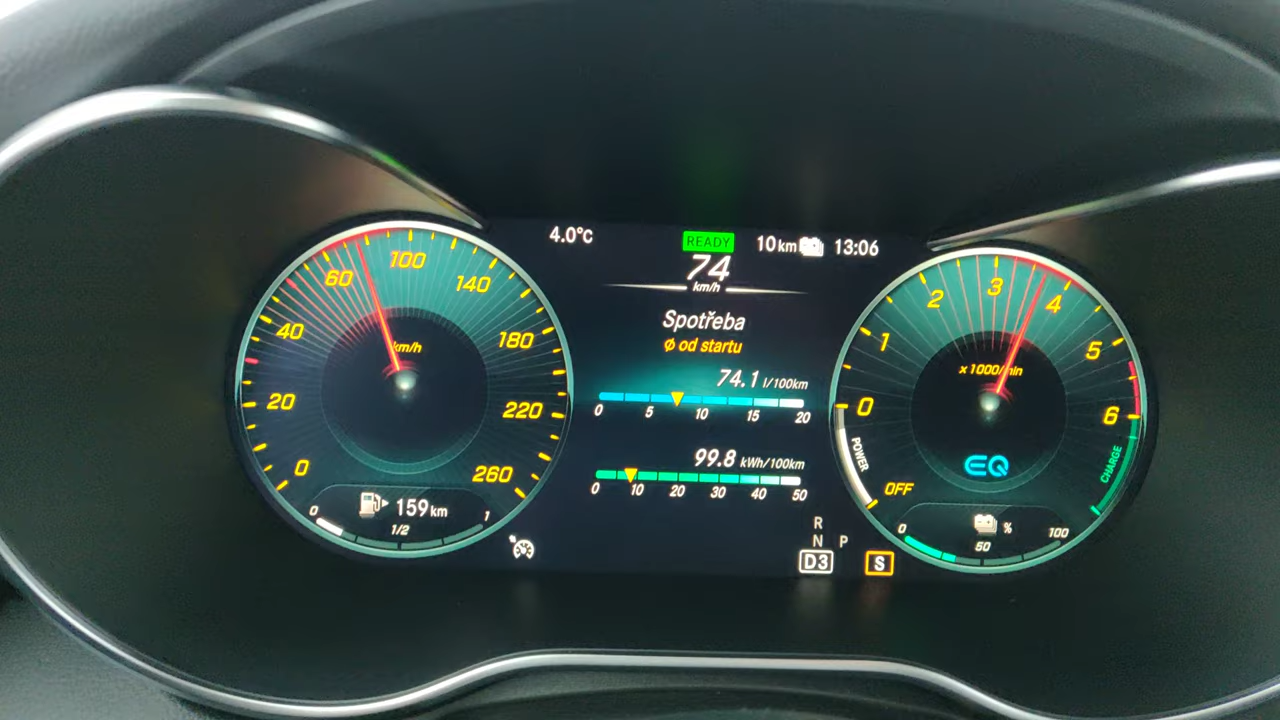 4.0°C
READY
10 km
13:06
74
km/h
Spotřeba
Ø od startu
74.1 l/100km
0 5 10 15 20
99.8 kWh/100km
0 10 20 30 40 50
0 20 40 60 100 140 180 220 260
km/h
159 km
0 1/2 1
R
N P
D3
S
OFF 0 1 2 3 4 5 6
x1000/min
POWER
CHARGE
EQ
%
0 50 100